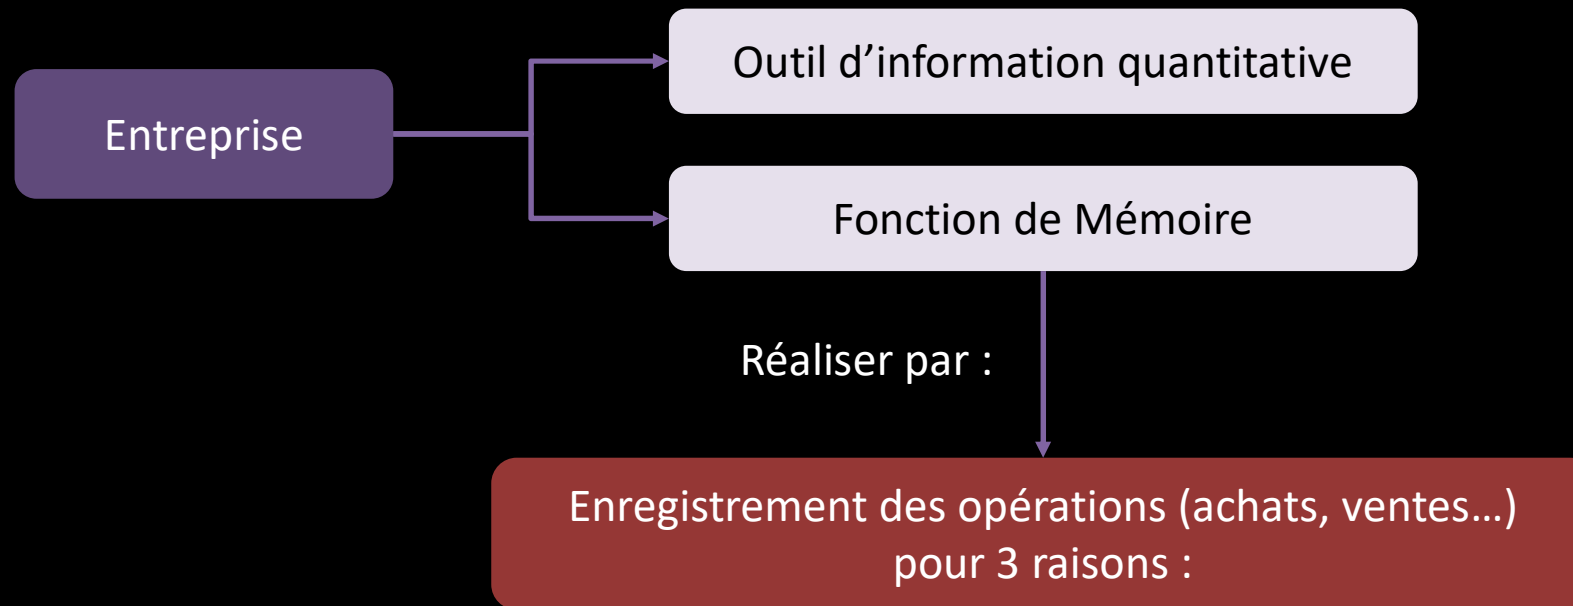 Outil d’information quantitative
Entreprise
Fonction de Mémoire
Réaliser par :
Enregistrement des opérations (achats, ventes…)
pour 3 raisons :